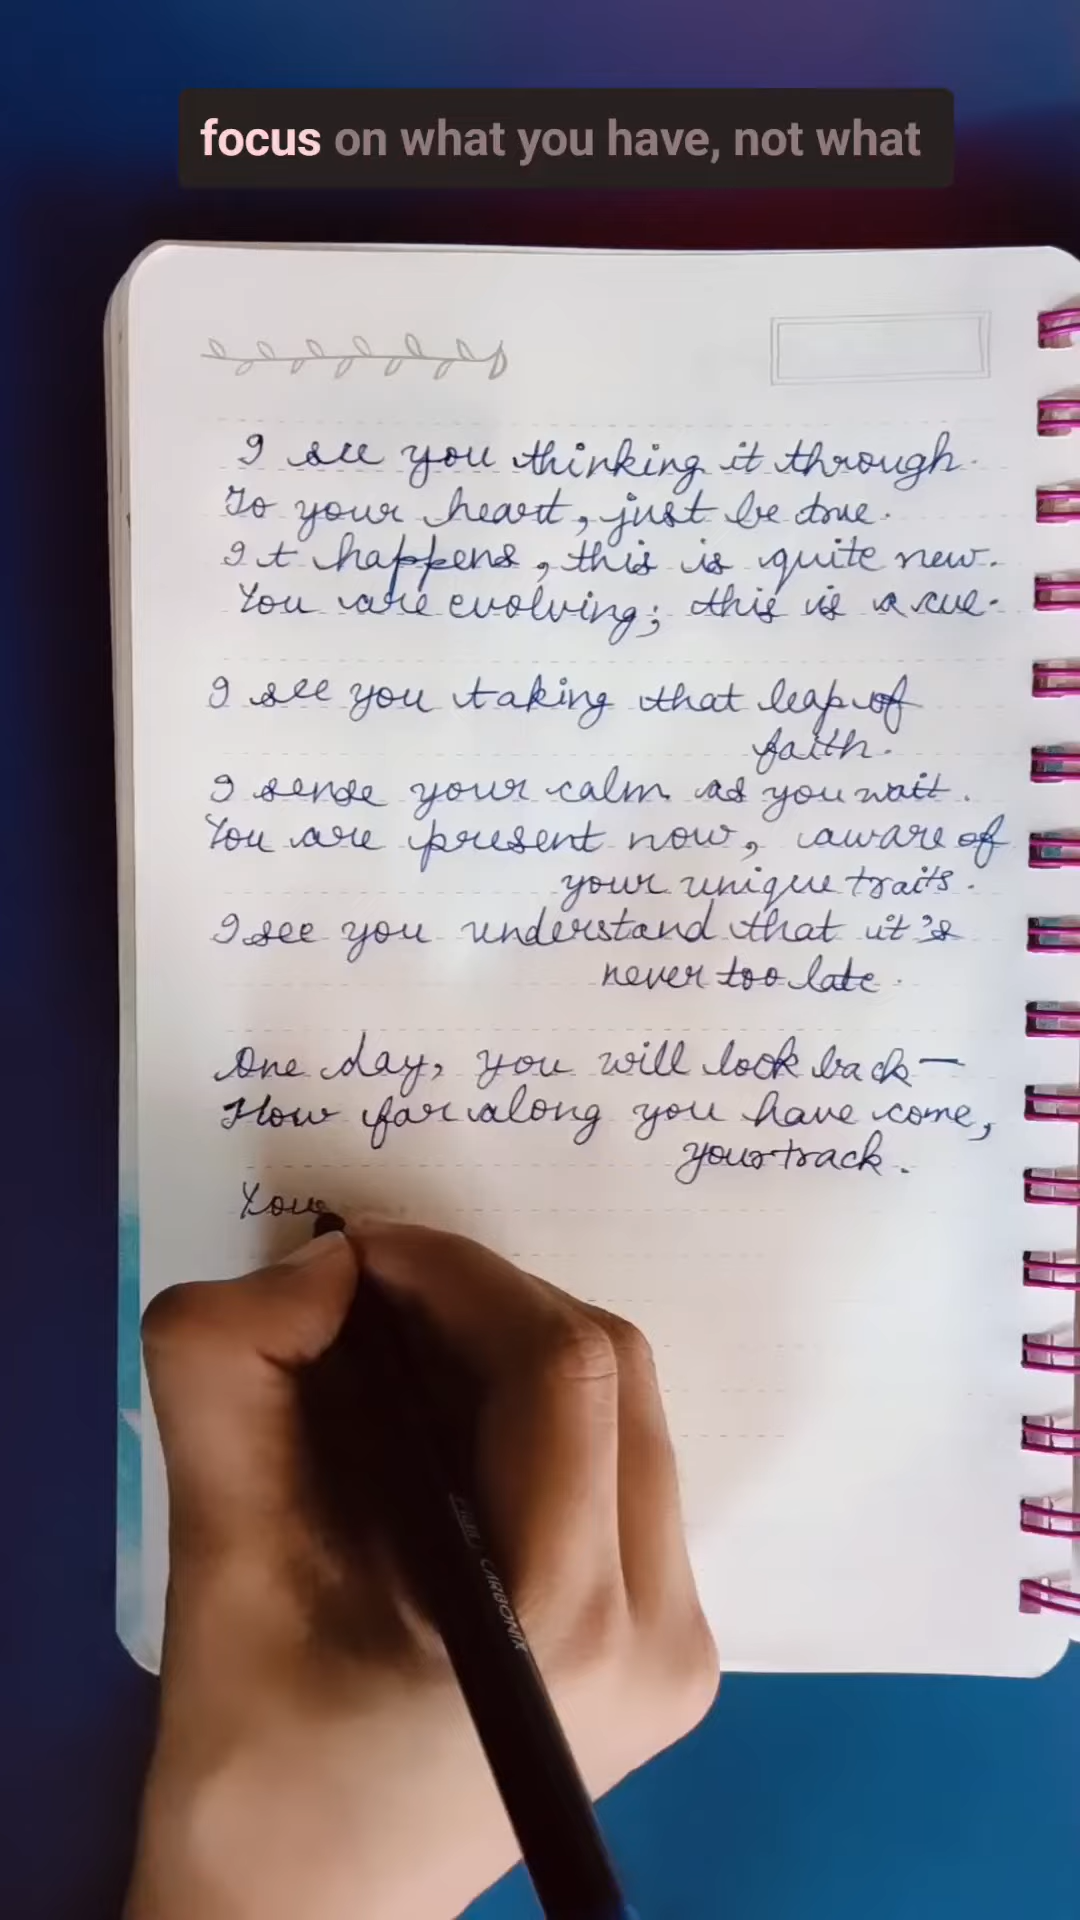 focus on what you have, not what
I see you thinking it through.
To your heart, just be true.
It happens, this is quite new.
You are evolving; this is a cue.
I see you taking that leap of
faith.
I sense your calm as you wait.
You are present now, aware of
your unique traits.
I see you understand that it's
never too late.
One day, you will look back—
How far along you have come,
your track.
You
CARBONIX